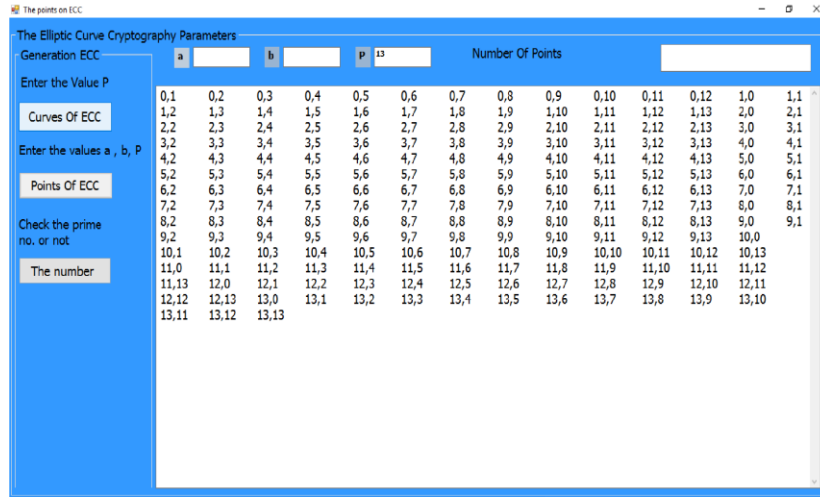 The points on ECC
The Elliptic Curve Cryptography Parameters
Generation ECC
a
b
P 13
Number Of Points
Enter the Value P
Curves Of ECC
Enter the values a , b, P
Points Of ECC
Check the prime
no. or not
The number
0,1 0,2 0,3 0,4 0,5 0,6 0,7 0,8 0,9 0,10 0,11 0,12 1,0 1,1
1,2 1,3 1,4 1,5 1,6 1,7 1,8 1,9 1,10 1,11 1,12 1,13 2,0 2,1
2,2 2,3 2,4 2,5 2,6 2,7 2,8 2,9 2,10 2,11 2,12 2,13 3,0 3,1
3,2 3,3 3,4 3,5 3,6 3,7 3,8 3,9 3,10 3,11 3,12 3,13 4,0 4,1
4,2 4,3 4,4 4,5 4,6 4,7 4,8 4,9 4,10 4,11 4,12 4,13 5,0 5,1
5,2 5,3 5,4 5,5 5,6 5,7 5,8 5,9 5,10 5,11 5,12 5,13 6,0 6,1
6,2 6,3 6,4 6,5 6,6 6,7 6,8 6,9 6,10 6,11 6,12 6,13 7,0 7,1
7,2 7,3 7,4 7,5 7,6 7,7 7,8 7,9 7,10 7,11 7,12 7,13 8,0 8,1
8,2 8,3 8,4 8,5 8,6 8,7 8,8 8,9 8,10 8,11 8,12 8,13 9,0 9,1
9,2 9,3 9,4 9,5 9,6 9,7 9,8 9,9 9,10 9,11 9,12 9,13 10,0
10,1 10,2 10,3 10,4 10,5 10,6 10,7 10,8 10,9 10,10 10,11 10,12 10,13
11,0 11,1 11,2 11,3 11,4 11,5 11,6 11,7 11,8 11,9 11,10 11,11 11,12
11,13 12,0 12,1 12,2 12,3 12,4 12,5 12,6 12,7 12,8 12,9 12,10 12,11
12,12 12,13 13,0 13,1 13,2 13,3 13,4 13,5 13,6 13,7 13,8 13,9 13,10
13,11 13,12 13,13